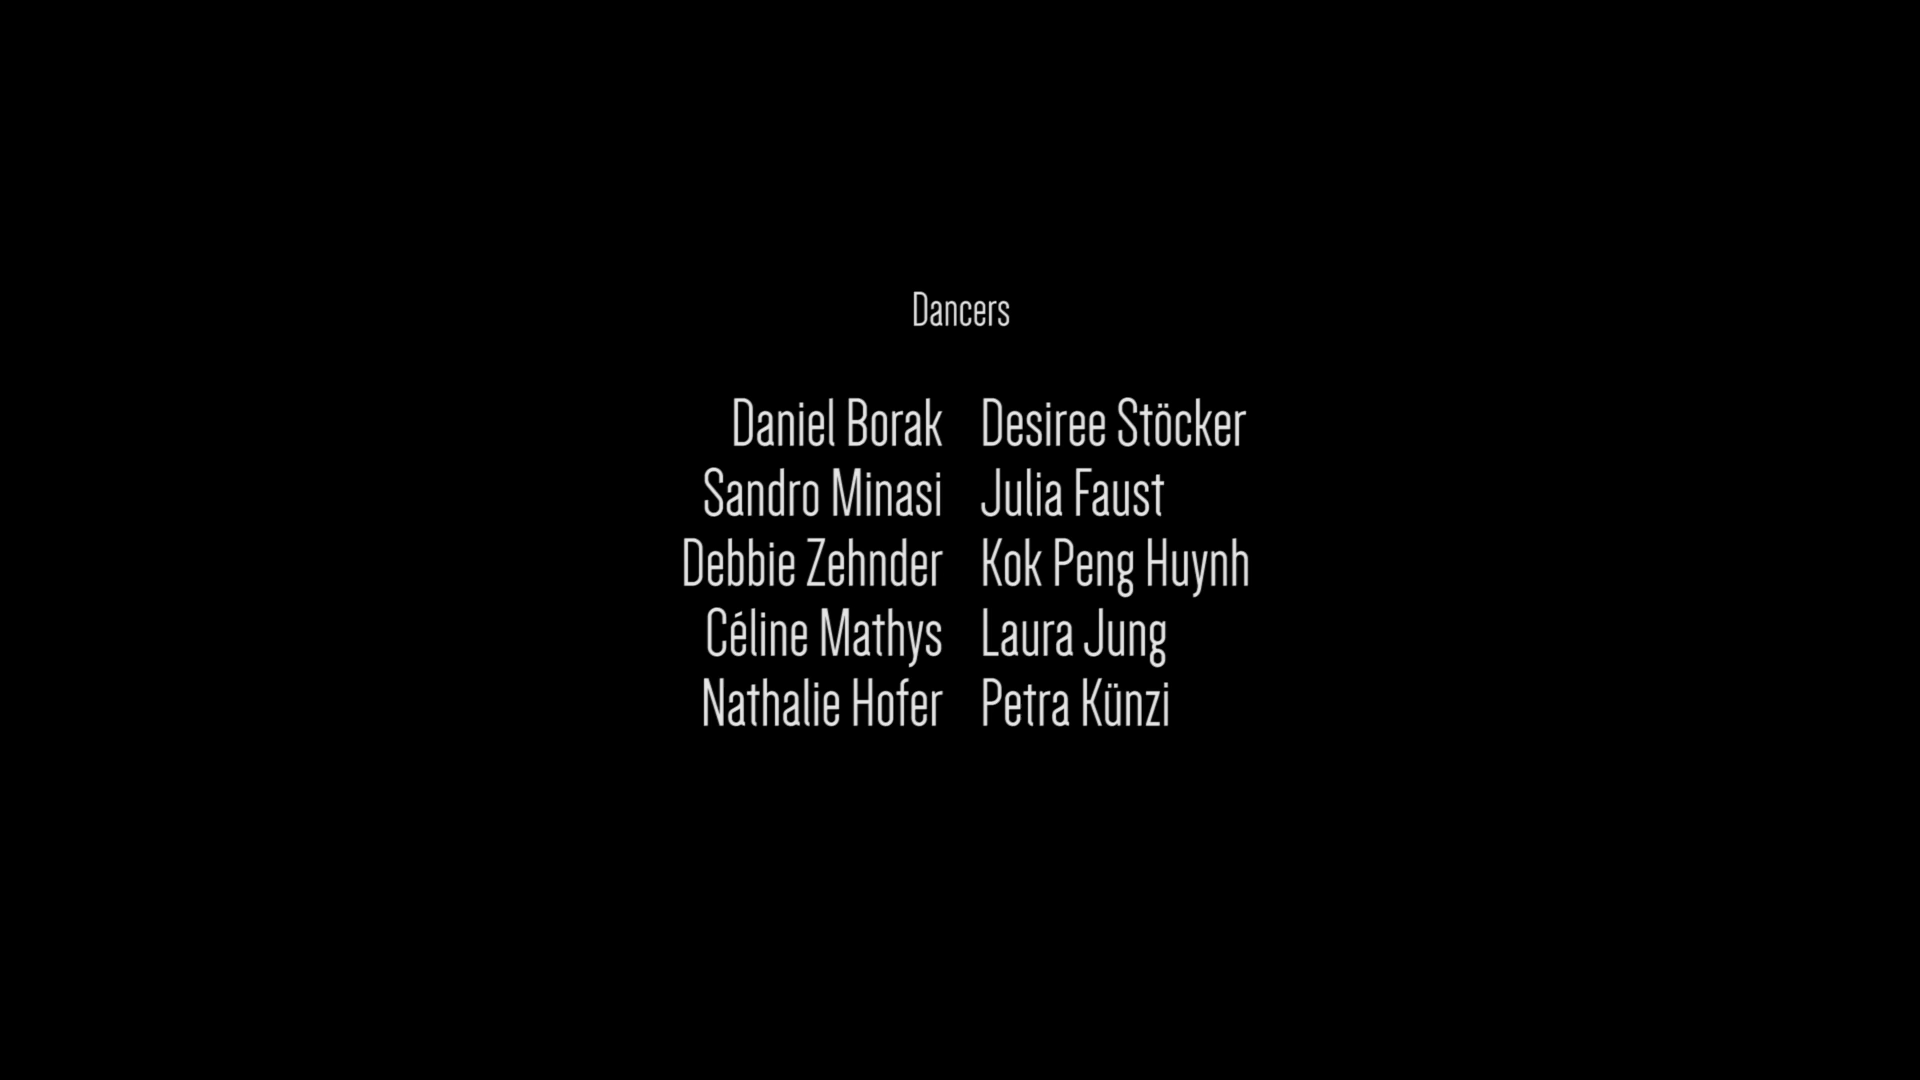 Dancers
Daniel Borak Desiree Stöcker
Sandro Minasi Julia Faust
Debbie Zehnder Kok Peng Huynh
Céline Mathys Laura Jung
Nathalie Hofer Petra Künzi